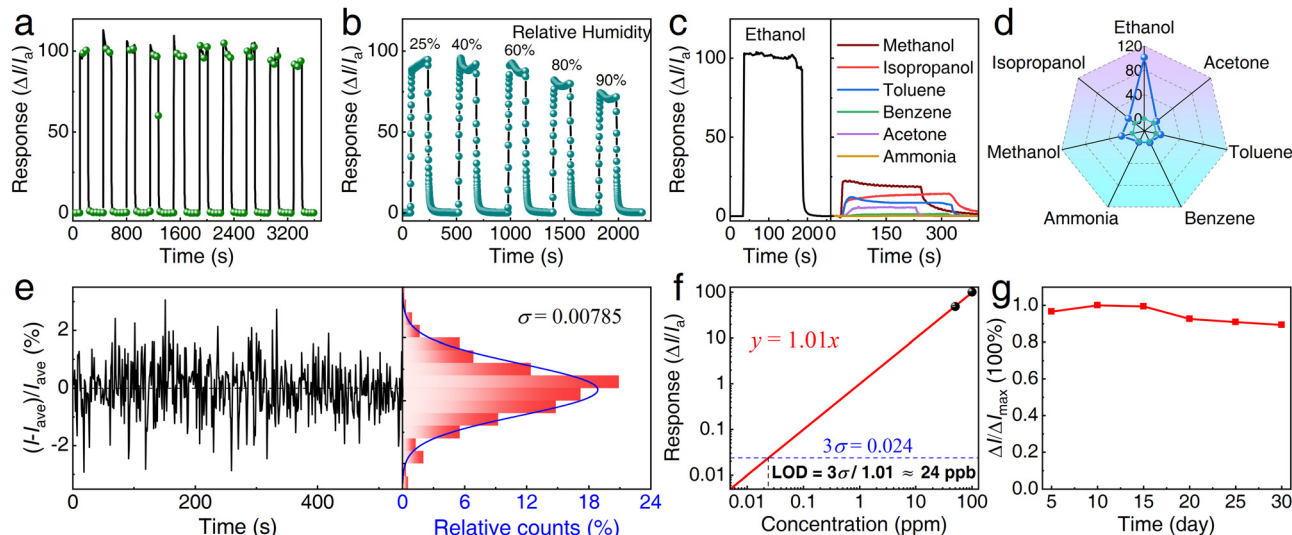 a
Response (ΔI/Iₐ)
100
50
0
0 800 1600 2400 3200
Time (s)
b
Relative Humidity
25% 40% 60% 80% 90%
Response (ΔI/Iₐ)
120
80
40
0
0 500 1000 1500 2000
Time (s)
c
Ethanol
Methanol
Isopropanol
Toluene
Benzene
Acetone
Ammonia
Response (ΔI/Iₐ)
100
50
0
0 100 200 0 150 300
Time (s) Time (s)
d
Ethanol
120
80
40
0
Isopropanol Acetone
Methanol Toluene
Ammonia Benzene
e
(I-Iave)/Iave (%)
2
0
-2
0 200 400
Time (s)
σ = 0.00785
0 6 12 18 24
Relative counts (%)
f
Response (ΔI/Iₐ)
100
10
1
0.1
0.01
y = 1.01x
3σ = 0.024
LOD = 3σ/ 1.01 ≈ 24 ppb
0.01 0.1 1 10 100
Concentration (ppm)
g
ΔI/ΔImax (100%)
1.0
0.8
0.6
0.4
0.2
0.0
5 10 15 20 25 30
Time (day)